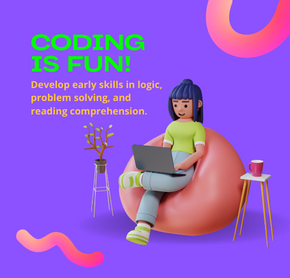 CODING
IS FUN!
Develop early skills in logic,
problem solving, and
reading comprehension.